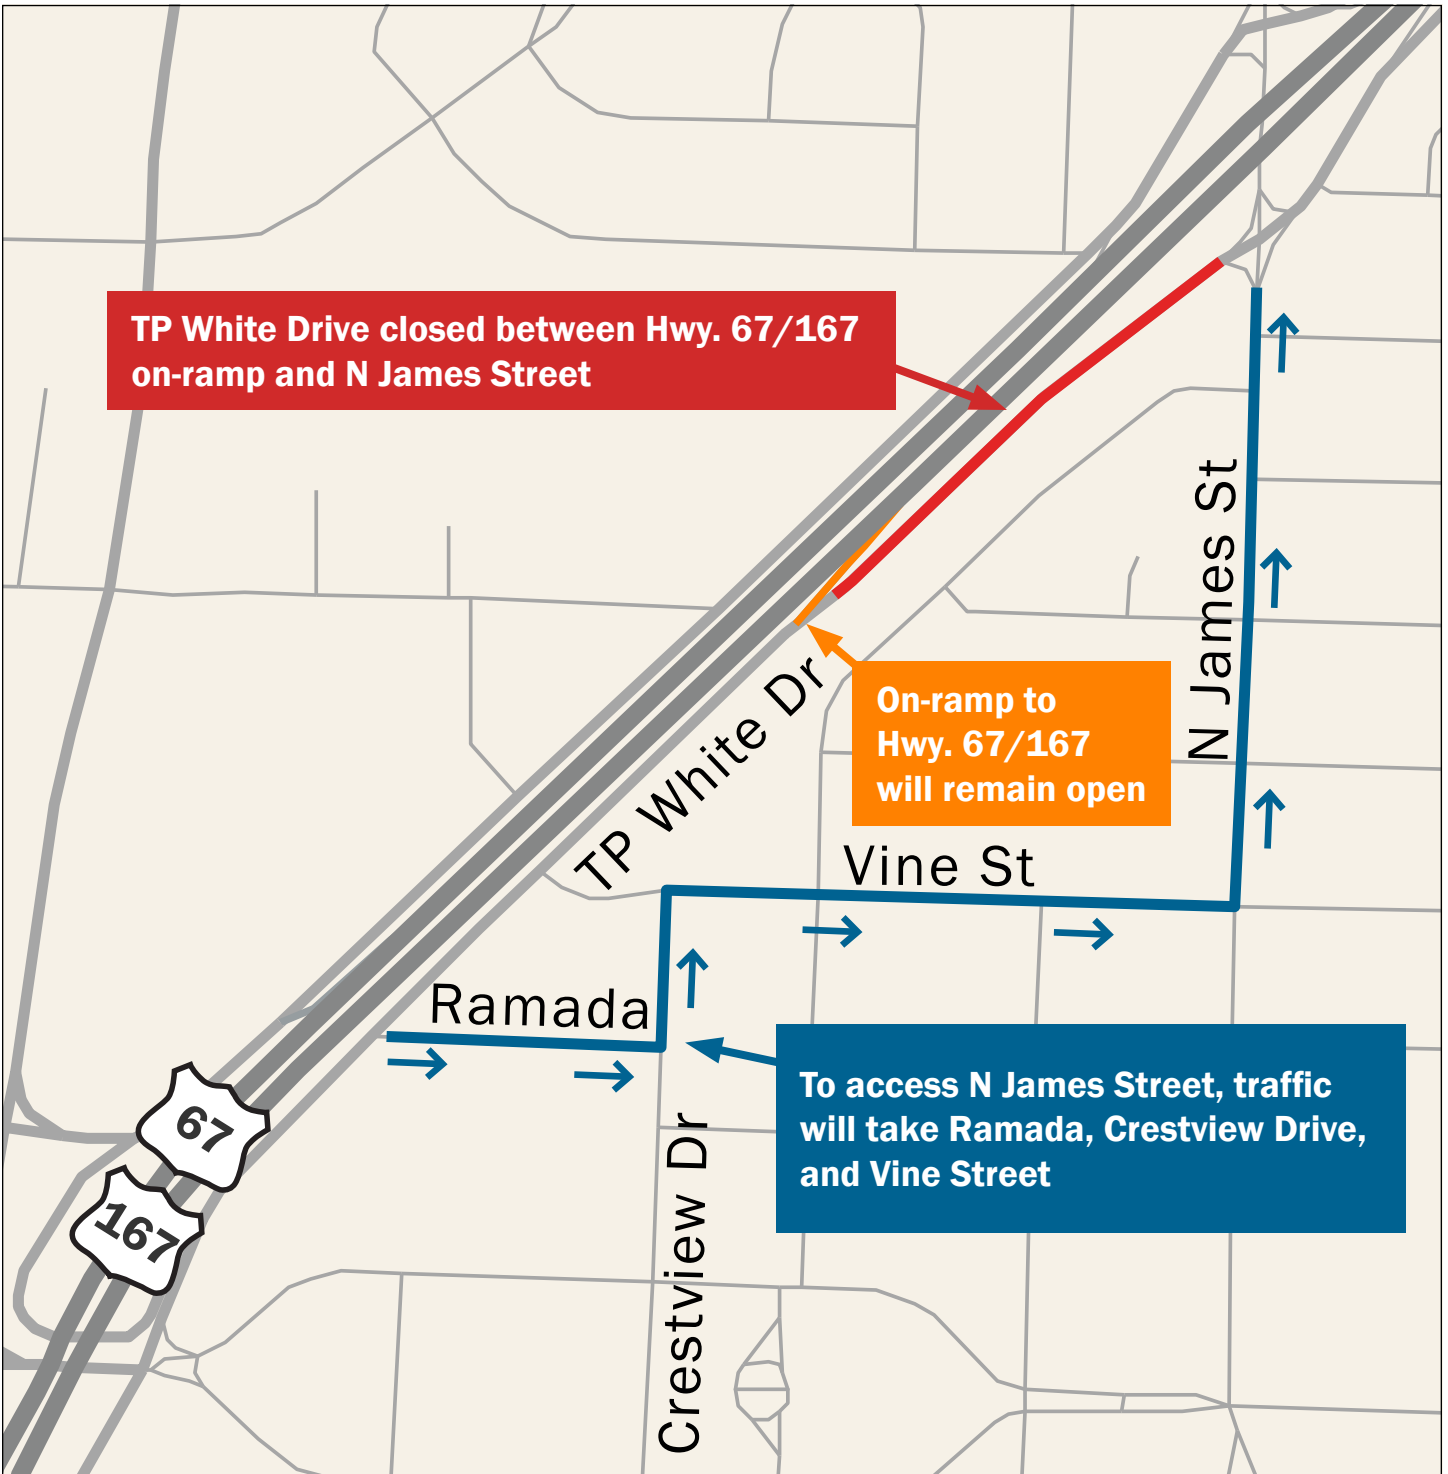 TP White Drive closed between Hwy. 67/167
on-ramp and N James Street
N James St
TP White Dr
On-ramp to
Hwy. 67/167
will remain open
Vine St
Ramada
To access N James Street, traffic
will take Ramada, Crestview Drive,
and Vine Street
67
167
Crestview Dr